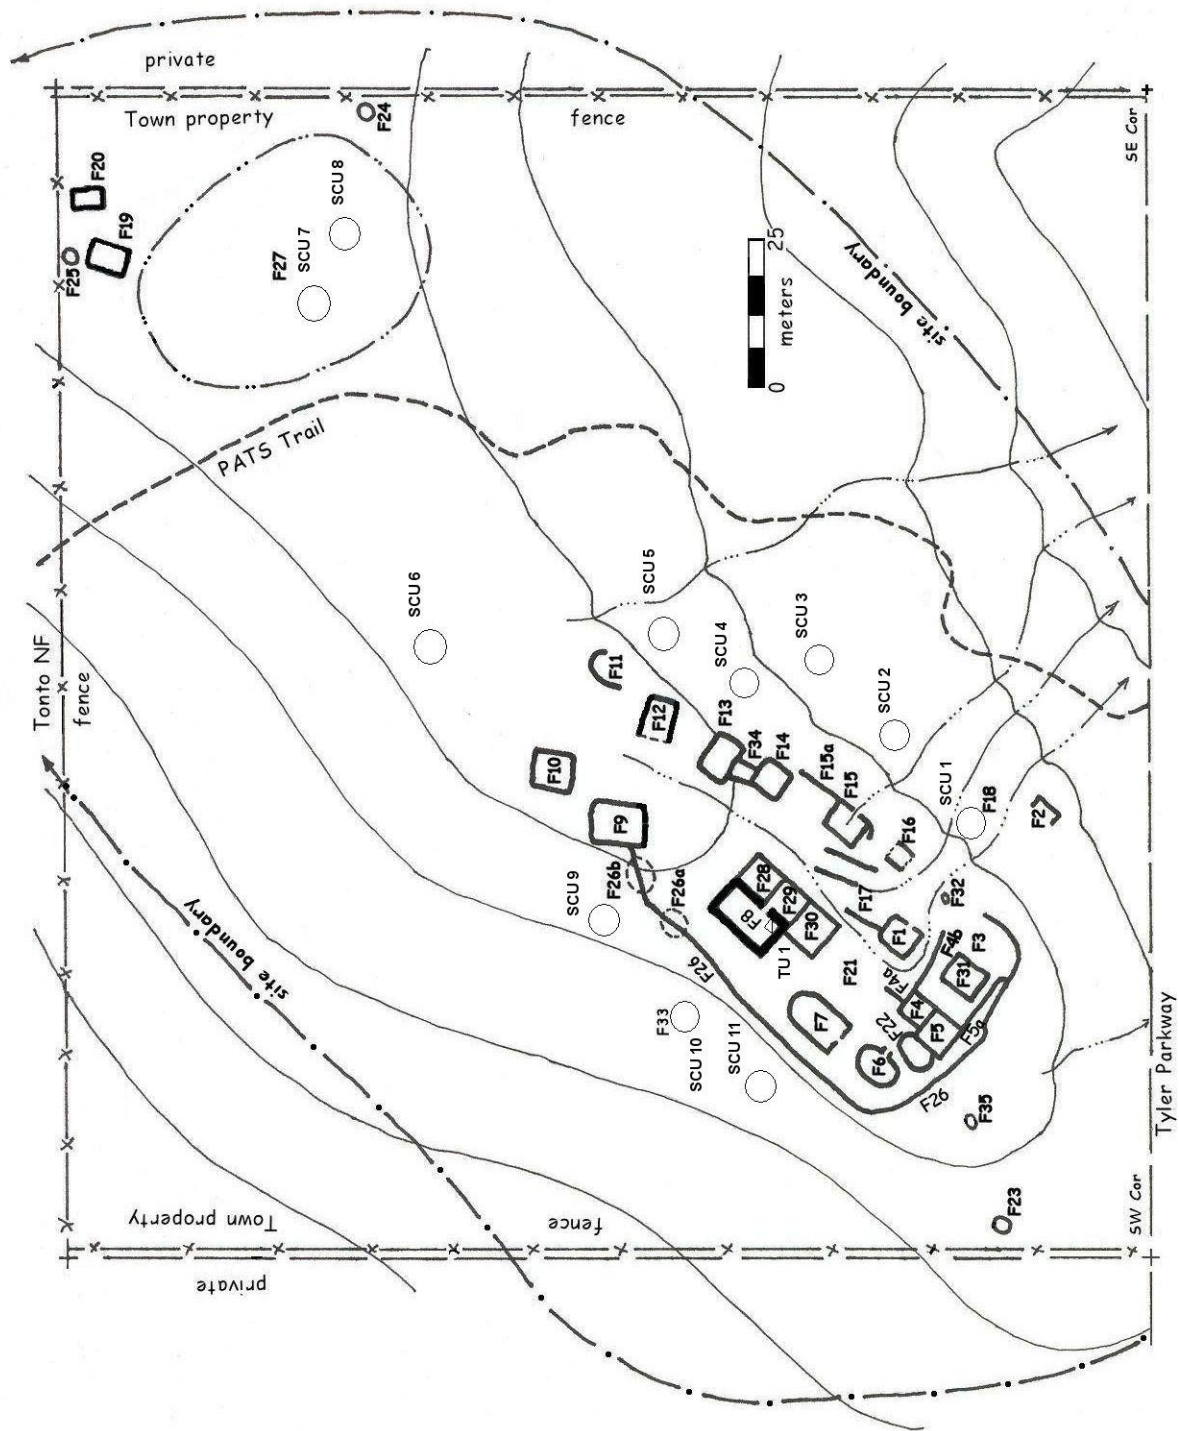 private
Town property
fence
F24
F20
F19
F25
SCU 8
SCU 7
F27
SE Cor
site boundary
25
meters
0
PATS Trail
Tonto NF
fence
SCU 6
SCU 5
SCU 4
SCU 3
SCU 2
SCU 1
F11
F12
F10
F13
F34
F14
F15a
F15
F9
F16
F18
F2
SCU 9
F26b
F26a
F28
F8
F29
F30
TU 1
F17
F32
F1
F21
F26
F4b
F3
F31
F4a
F4
F22
F5
F5a
F7
F6
F33
SCU 10
SCU 11
F26
F35
F23
site boundary
Town property
fence
private
SW Cor
Tyler Parkway